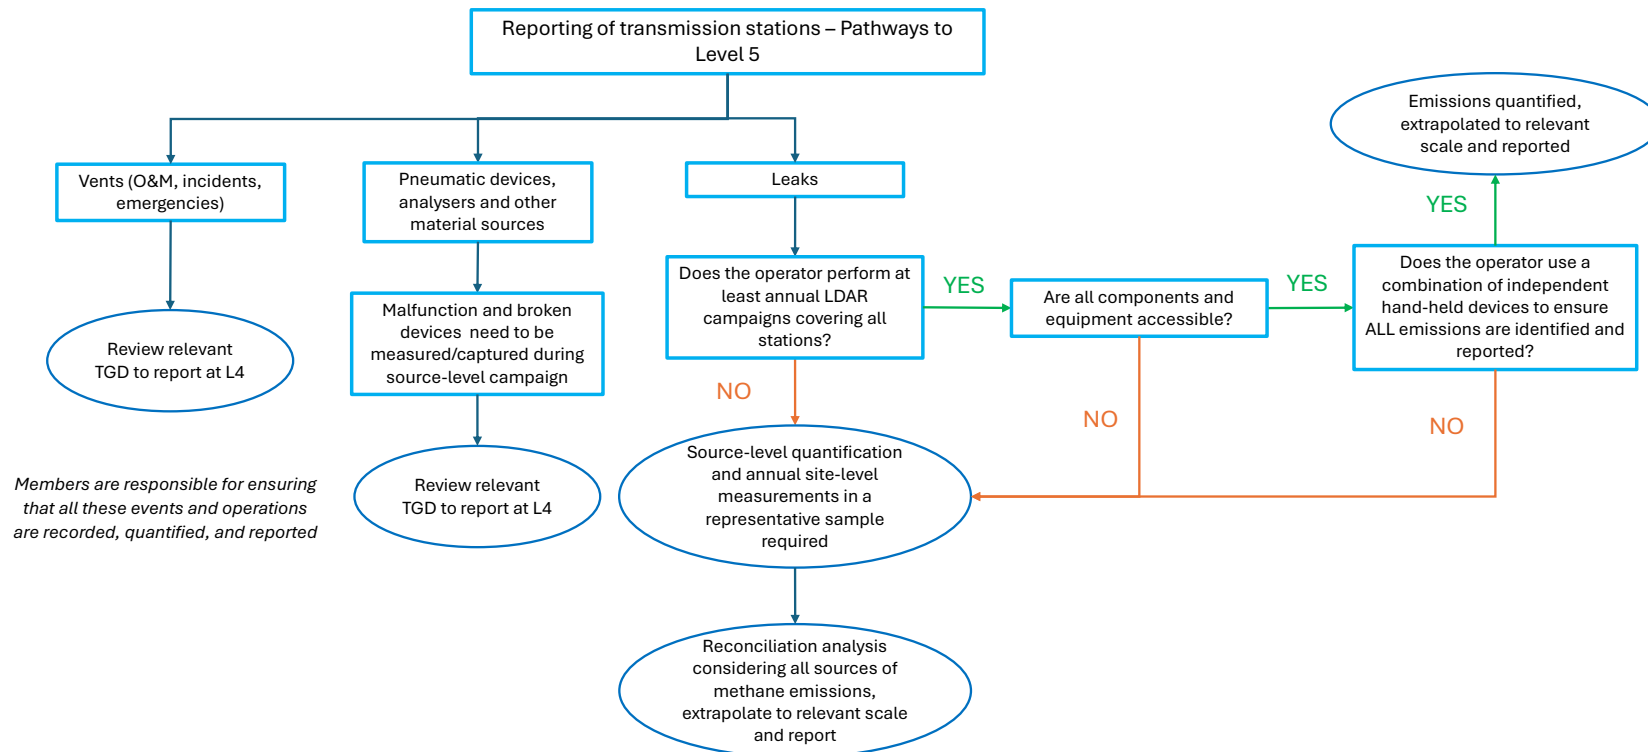 Reporting of transmission stations – Pathways to
Level 5
Vents (O&M, incidents,
emergencies)
Review relevant
TGD to report at L4
Members are responsible for ensuring
that all these events and operations
are recorded, quantified, and reported
Pneumatic devices,
analysers and other
material sources
Malfunction and broken
devices need to be
measured/captured during
source-level campaign
Review relevant
TGD to report at L4
Leaks
Does the operator perform at
least annual LDAR
campaigns covering all
stations?
YES
NO
Are all components and
equipment accessible?
YES
NO
Does the operator use a
combination of independent
hand-held devices to ensure
ALL emissions are identified and
reported?
YES
NO
Emissions quantified,
extrapolated to relevant
scale and reported
Source-level quantification
and annual site-level
measurements in a
representative sample
required
Reconciliation analysis
considering all sources of
methane emissions,
extrapolate to relevant scale
and report